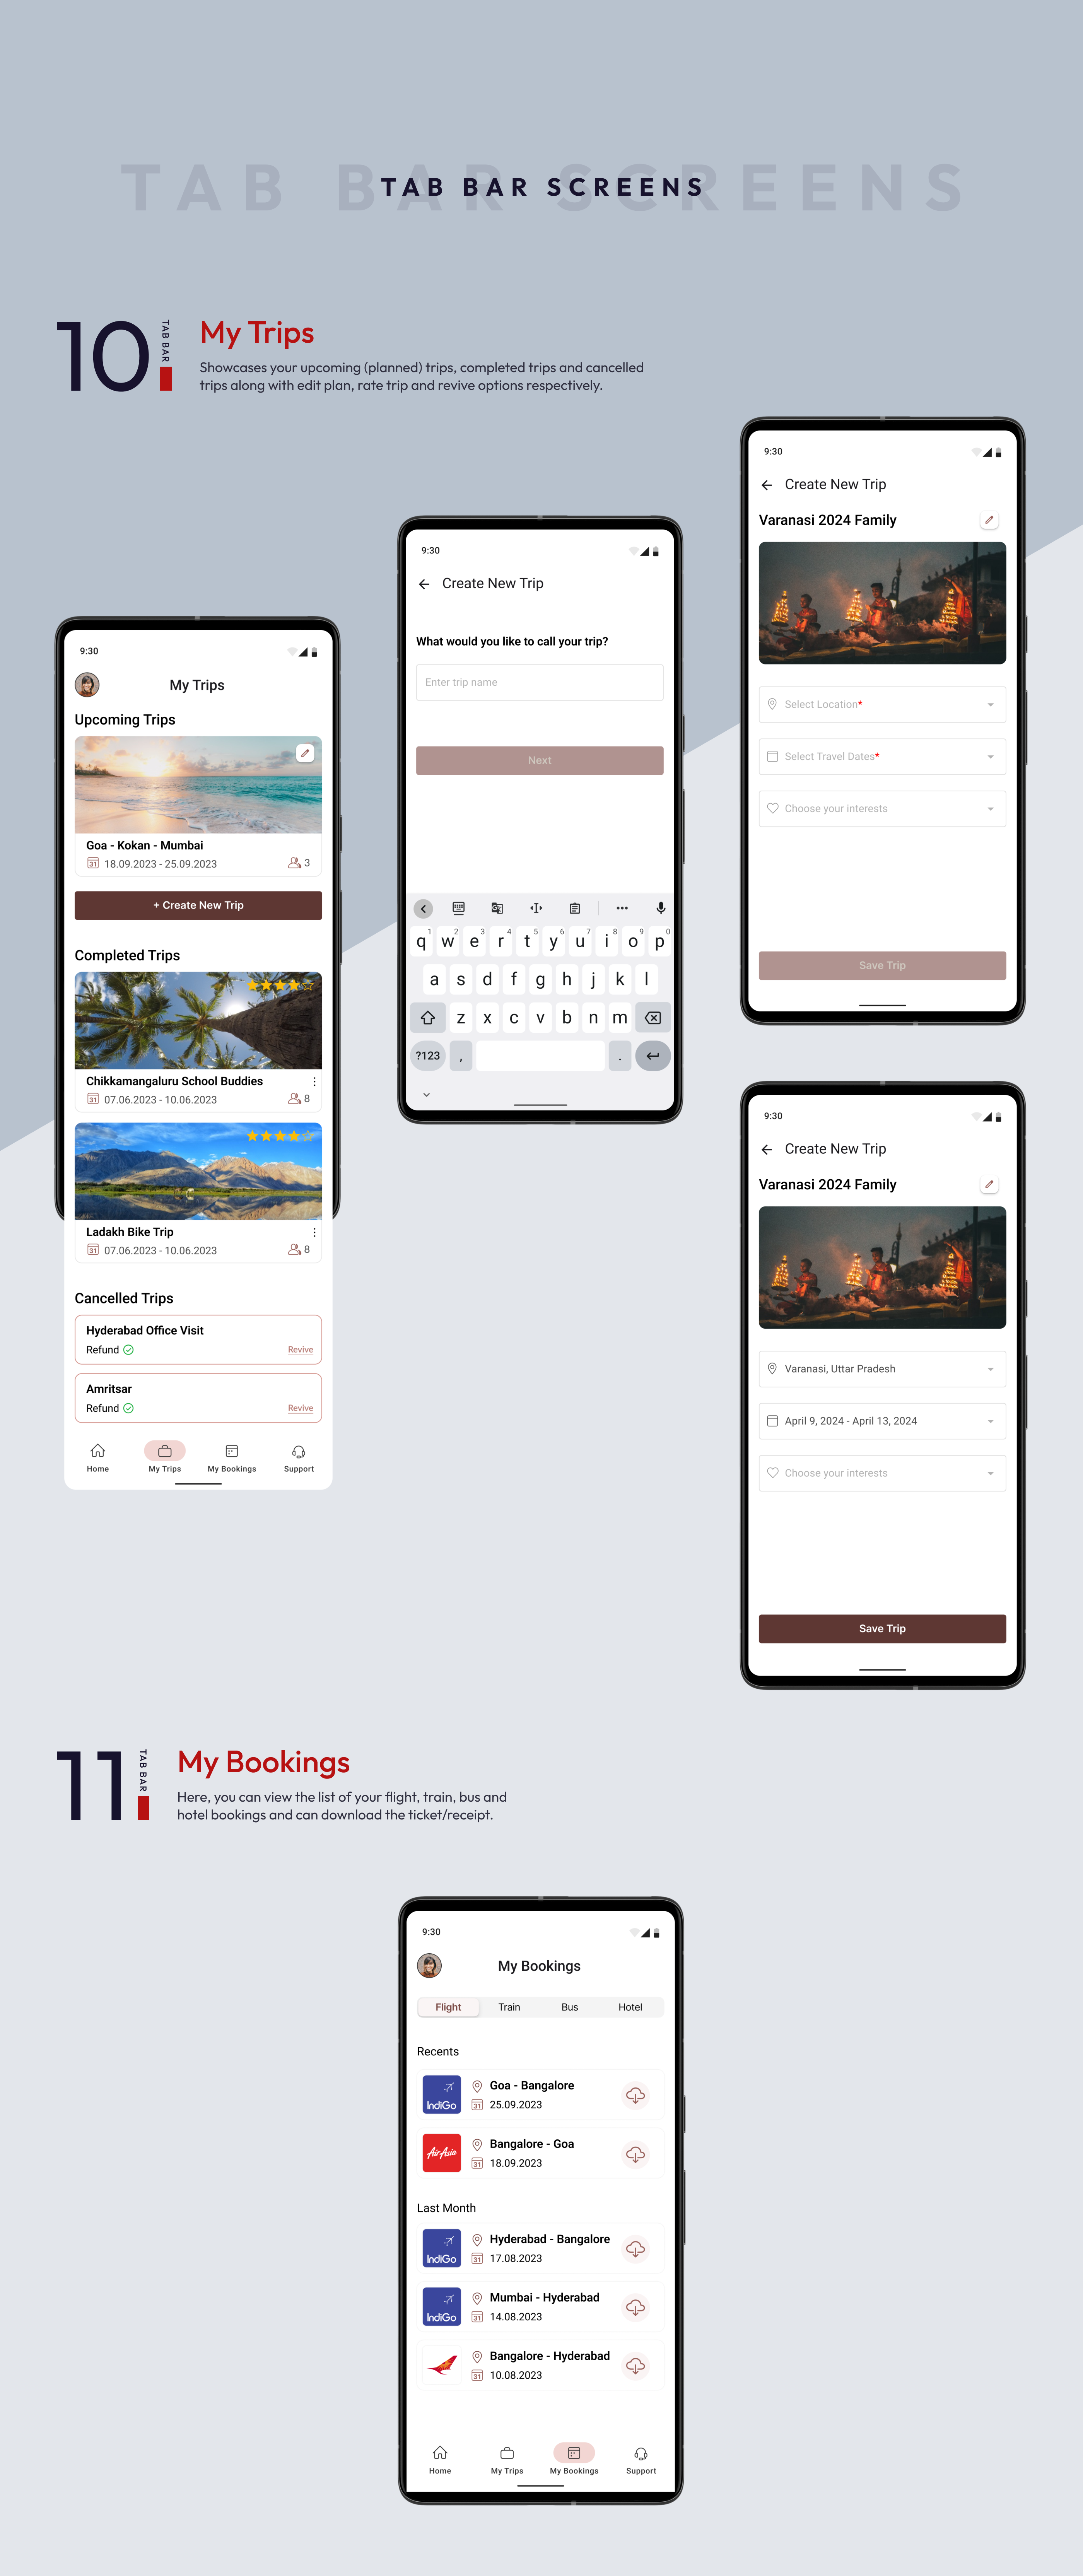 TAB BAR SCREENS
TAB BAR SCREENS
10
TAB BAR
My Trips
Showcases your upcoming (planned) trips, completed trips and cancelled
trips along with edit plan, rate trip and revive options respectively.
9:30
My Trips
Upcoming Trips
Goa - Kokan - Mumbai
31 18.09.2023 - 25.09.2023 3
+ Create New Trip
Completed Trips
Chikkamangaluru School Buddies
31 07.06.2023 - 10.06.2023 8
Ladakh Bike Trip
31 07.06.2023 - 10.06.2023 8
Cancelled Trips
Hyderabad Office Visit
Refund Revive
Amritsar
Refund Revive
Home My Trips My Bookings Support
9:30
Create New Trip
What would you like to call your trip?
Enter trip name
Next
1 2 3 4 5 6 7 8 9 0
q w e r t y u i o p
a s d f g h j k l
z x c v b n m
?123 , .
9:30
Create New Trip
Varanasi 2024 Family
Select Location*
Select Travel Dates*
Choose your interests
Save Trip
9:30
Create New Trip
Varanasi 2024 Family
Varanasi, Uttar Pradesh
April 9, 2024 - April 13, 2024
Choose your interests
Save Trip
11
TAB BAR
My Bookings
Here, you can view the list of your flight, train, bus and
hotel bookings and can download the ticket/receipt.
9:30
My Bookings
Flight Train Bus Hotel
Recents
IndiGo
Goa - Bangalore
31 25.09.2023
AirAsia
Bangalore - Goa
31 18.09.2023
Last Month
IndiGo
Hyderabad - Bangalore
31 17.08.2023
IndiGo
Mumbai - Hyderabad
31 14.08.2023
Bangalore - Hyderabad
31 10.08.2023
Home My Trips My Bookings Support